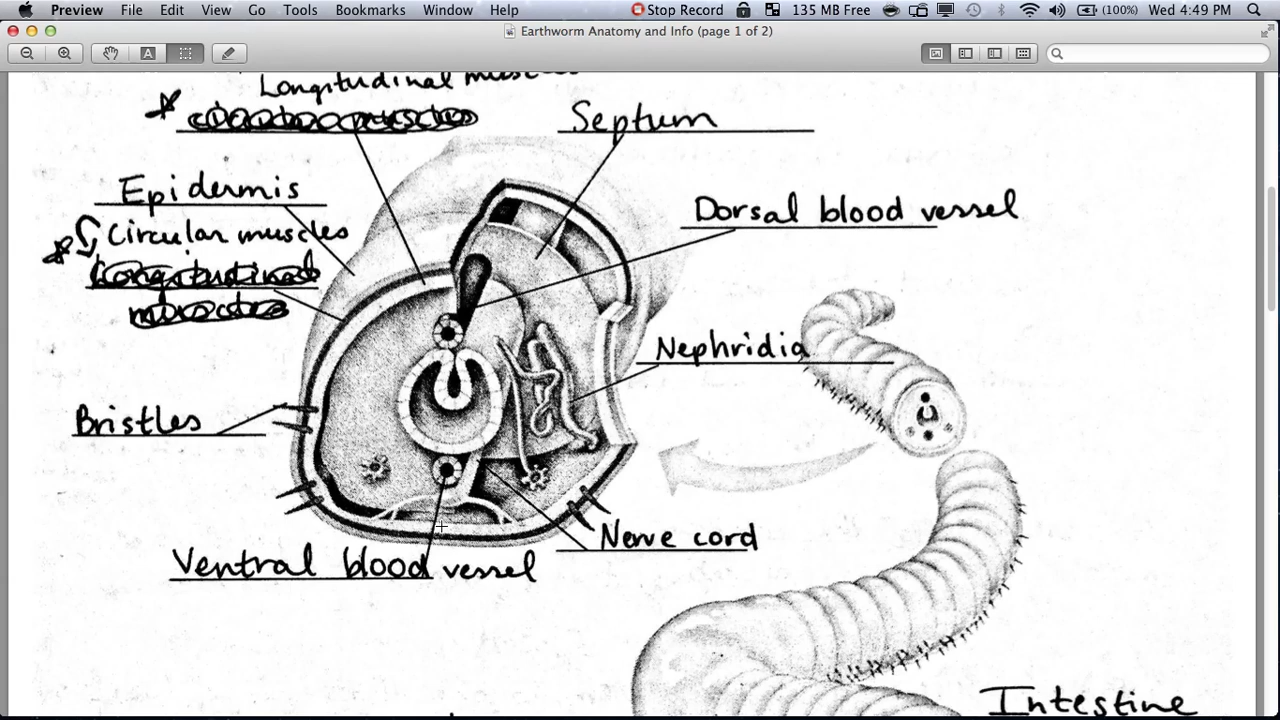 Preview File Edit View Go Tools Bookmarks Window Help Stop Record 135 MB Free (100%) Wed 4:49 PM
Earthworm Anatomy and Info (page 1 of 2)
Longitudinal muscles
Septum
Epidermis
Dorsal blood vessel
Circular muscles
Longitudinal
muscles
Nephridia
Bristles
Nerve cord
Ventral blood vessel
Intestine